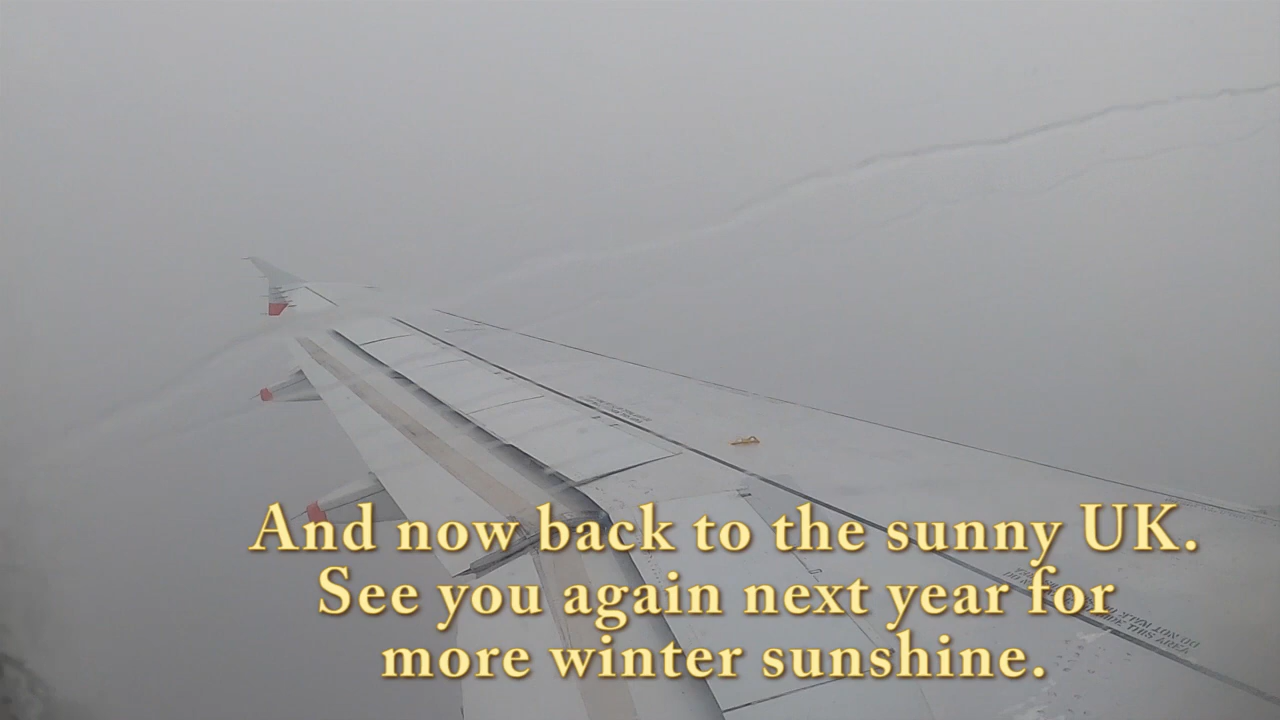 And now back to the sunny UK.
See you again next year for
more winter sunshine.